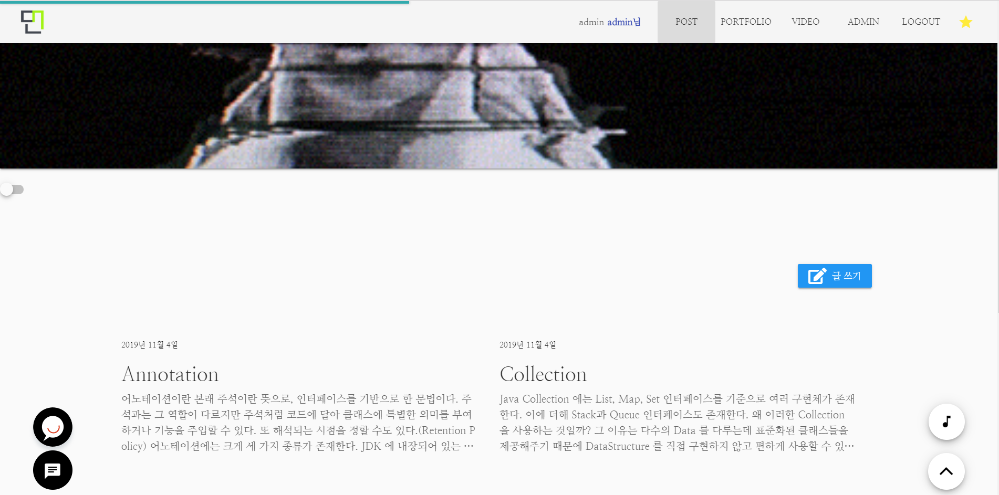 admin admin님 POST PORTFOLIO VIDEO ADMIN LOGOUT
글 쓰기
2019년 11월 4일
Annotation
어노테이션이란 본래 주석이란 뜻으로, 인터페이스를 기반으로 한 문법이다. 주
석과는 그 역할이 다르지만 주석처럼 코드에 달아 클래스에 특별한 의미를 부여
하거나 기능을 주입할 수 있다. 또 해석되는 시점을 정할 수도 있다.(Retention P
olicy) 어노테이션에는 크게 세 가지 종류가 존재한다. JDK 에 내장되어 있는 …
2019년 11월 4일
Collection
Java Collection 에는 List, Map, Set 인터페이스를 기준으로 여러 구현체가 존재
한다. 이에 더해 Stack과 Queue 인터페이스도 존재한다. 왜 이러한 Collection
을 사용하는 것일까? 그 이유는 다수의 Data 를 다루는데 표준화된 클래스들을
제공해주기 때문에 DataStructure 를 직접 구현하지 않고 편하게 사용할 수 있…